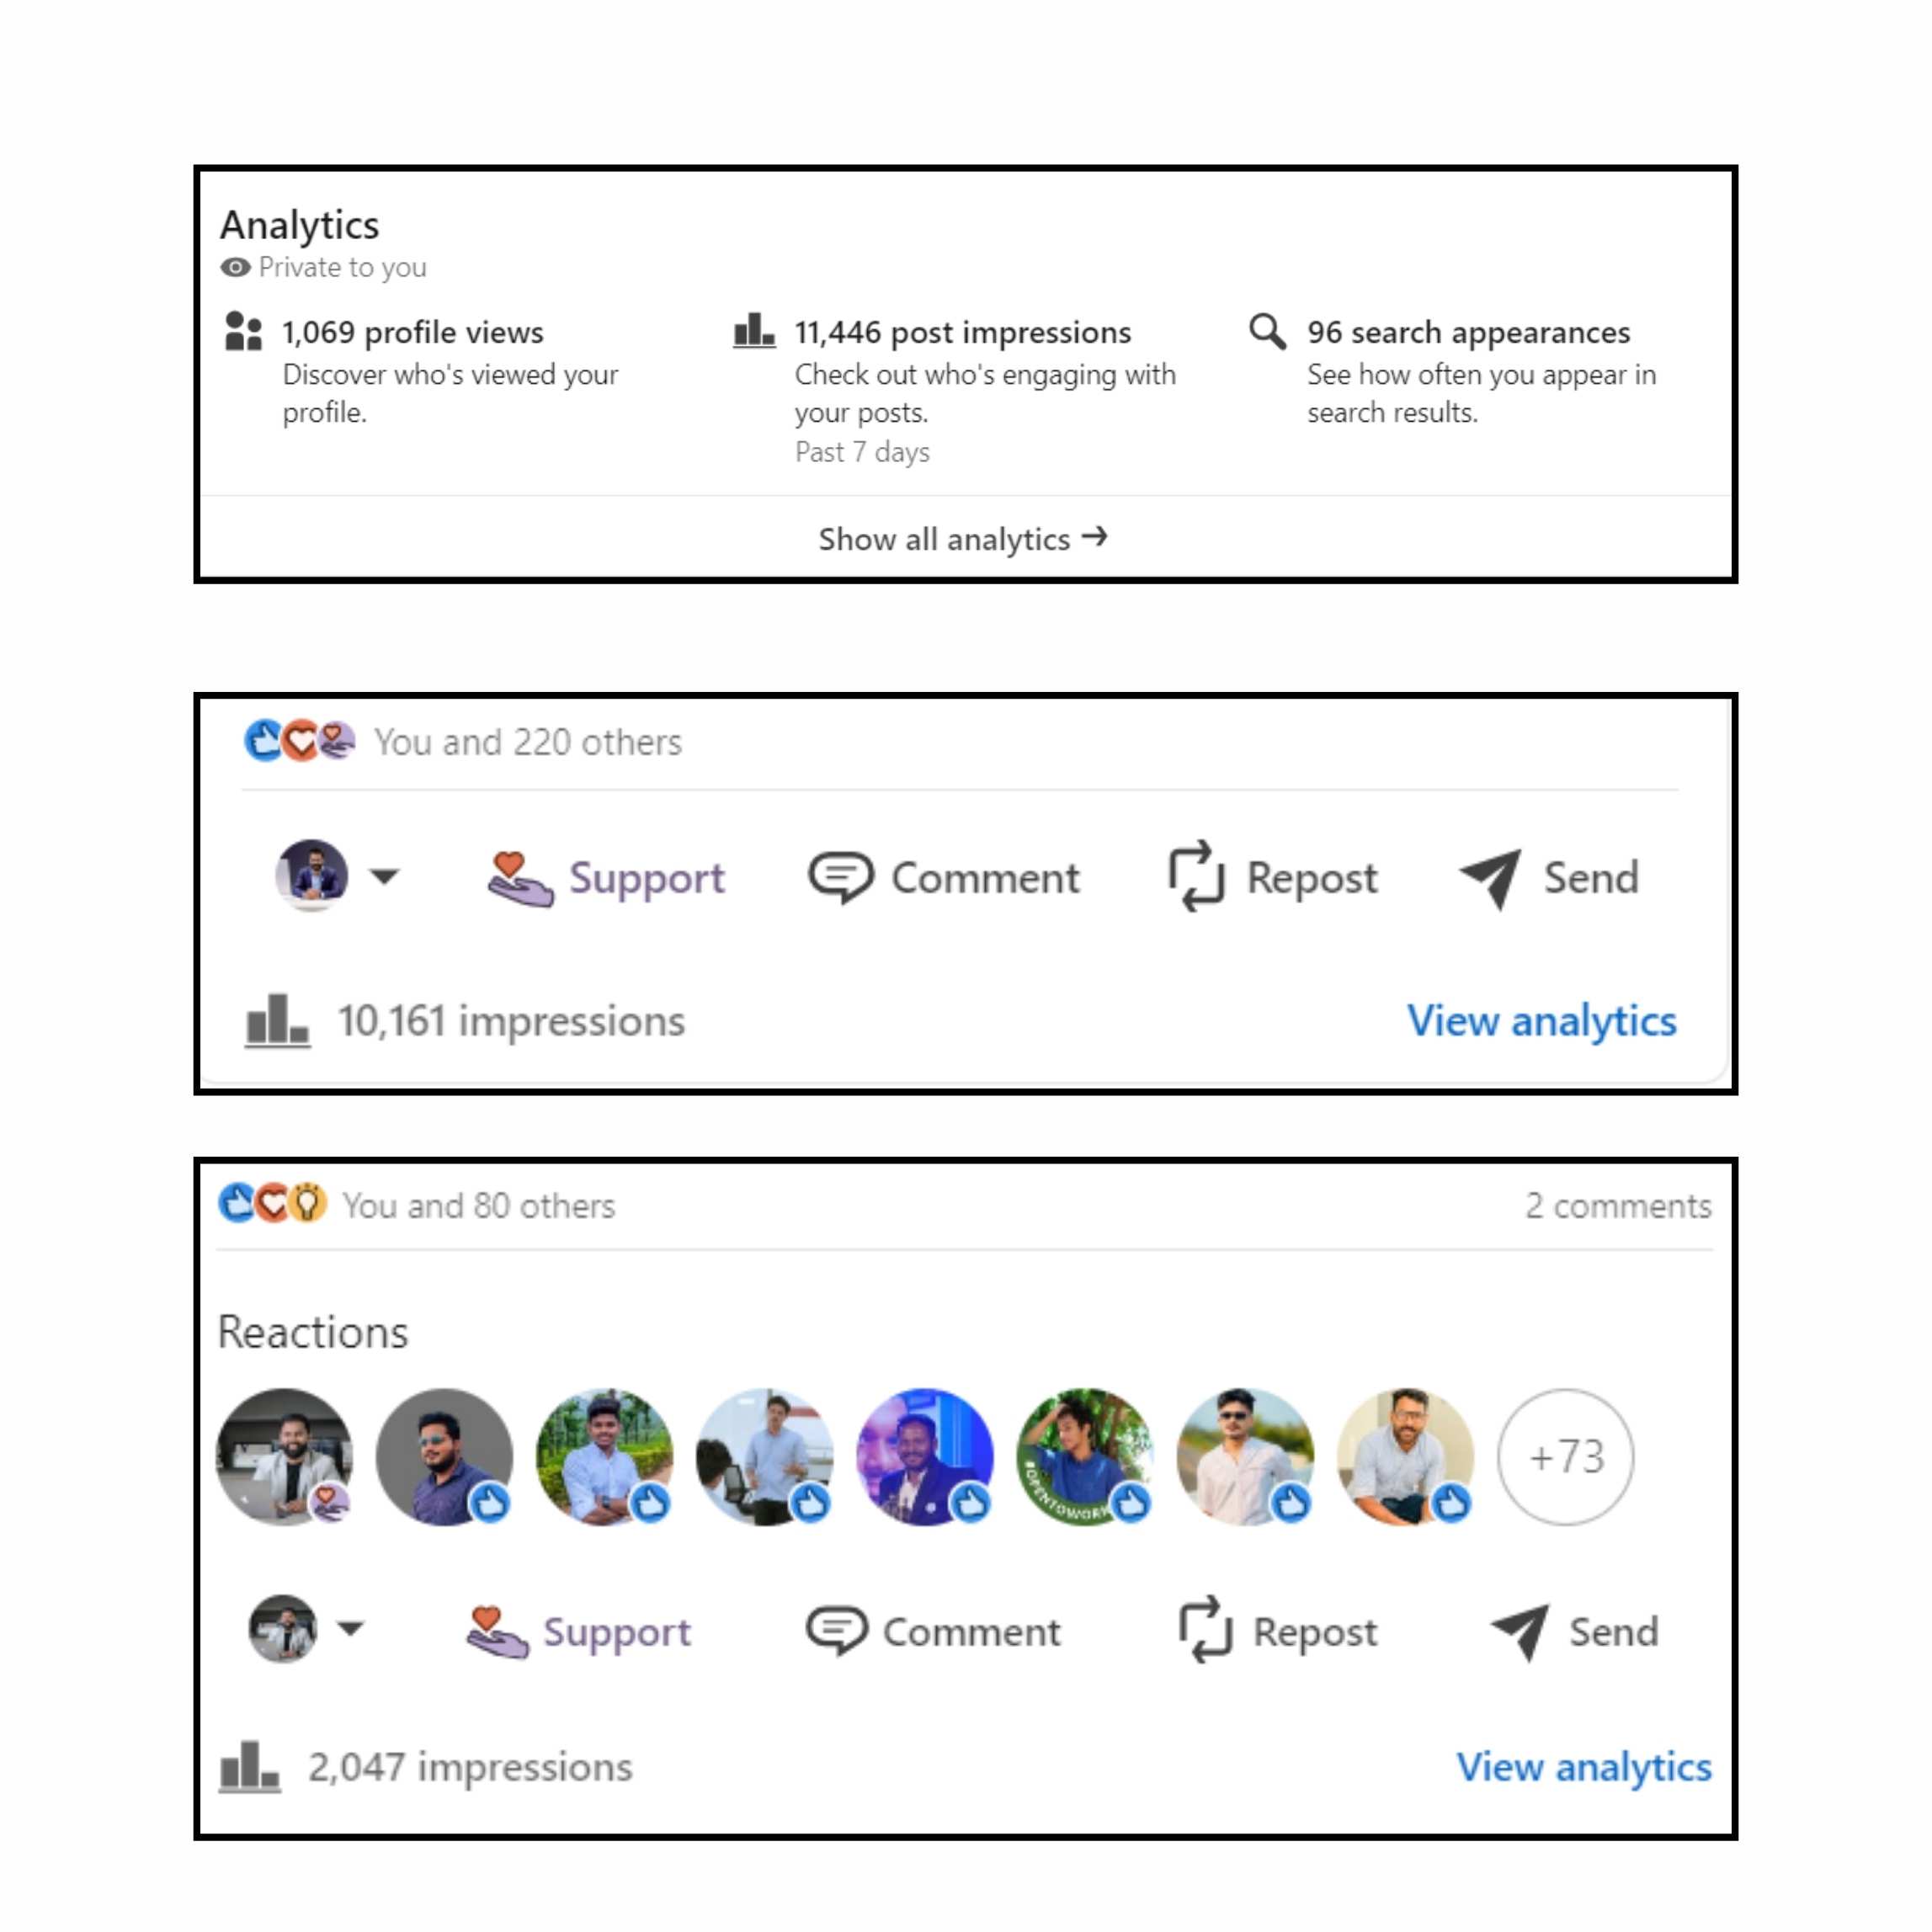 Analytics
Private to you
1,069 profile views
Discover who's viewed your
profile.
11,446 post impressions
Check out who's engaging with
your posts.
Past 7 days
96 search appearances
See how often you appear in
search results.
Show all analytics →
You and 220 others
Support
Comment
Repost
Send
10,161 impressions
View analytics
You and 80 others
2 comments
Reactions
#OPENTOWORK
+73
Support
Comment
Repost
Send
2,047 impressions
View analytics